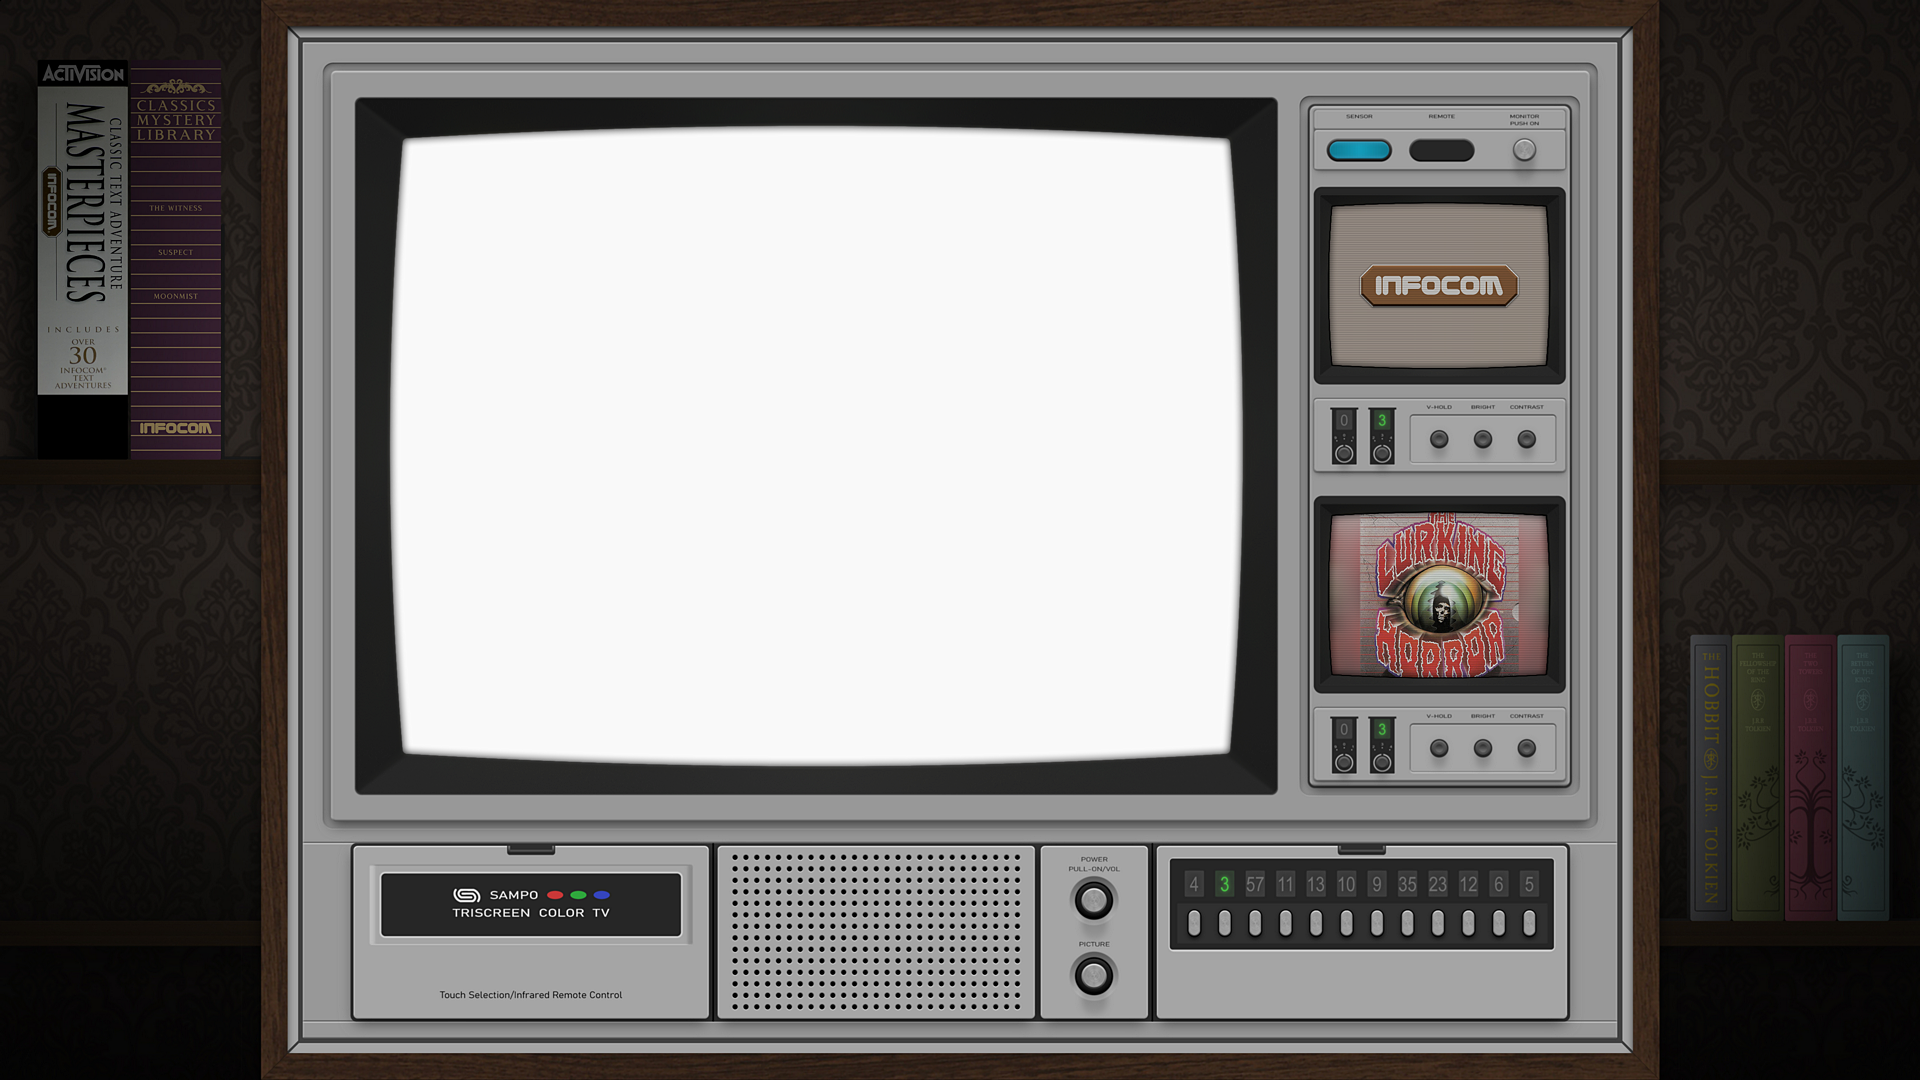 ACTIVISION
CLASSIC TEXT ADVENTURE
MASTERPIECES
INFOCOM
INCLUDES
OVER
30
INFOCOM®
TEXT
ADVENTURES
CLASSICS
MYSTERY
LIBRARY
THE WITNESS
SUSPECT
MOONMIST
INFOCOM
SENSOR
REMOTE
MONITOR
PUSH ON
INFOCOM
0
3
V-HOLD
BRIGHT
CONTRAST
THE
LURKING
HORROR
0
3
V-HOLD
BRIGHT
CONTRAST
SAMPO
TRISCREEN COLOR TV
Touch Selection/Infrared Remote Control
POWER
PULL-ON/VOL
PICTURE
4 3 57 11 13 10 9 35 23 12 6 5
THE HOBBIT J.R.R. TOLKIEN
THE
FELLOWSHIP
OF THE
RING
J.R.R.
TOLKIEN
THE
TWO
TOWERS
J.R.R.
TOLKIEN
THE
RETURN
OF THE
KING
J.R.R.
TOLKIEN